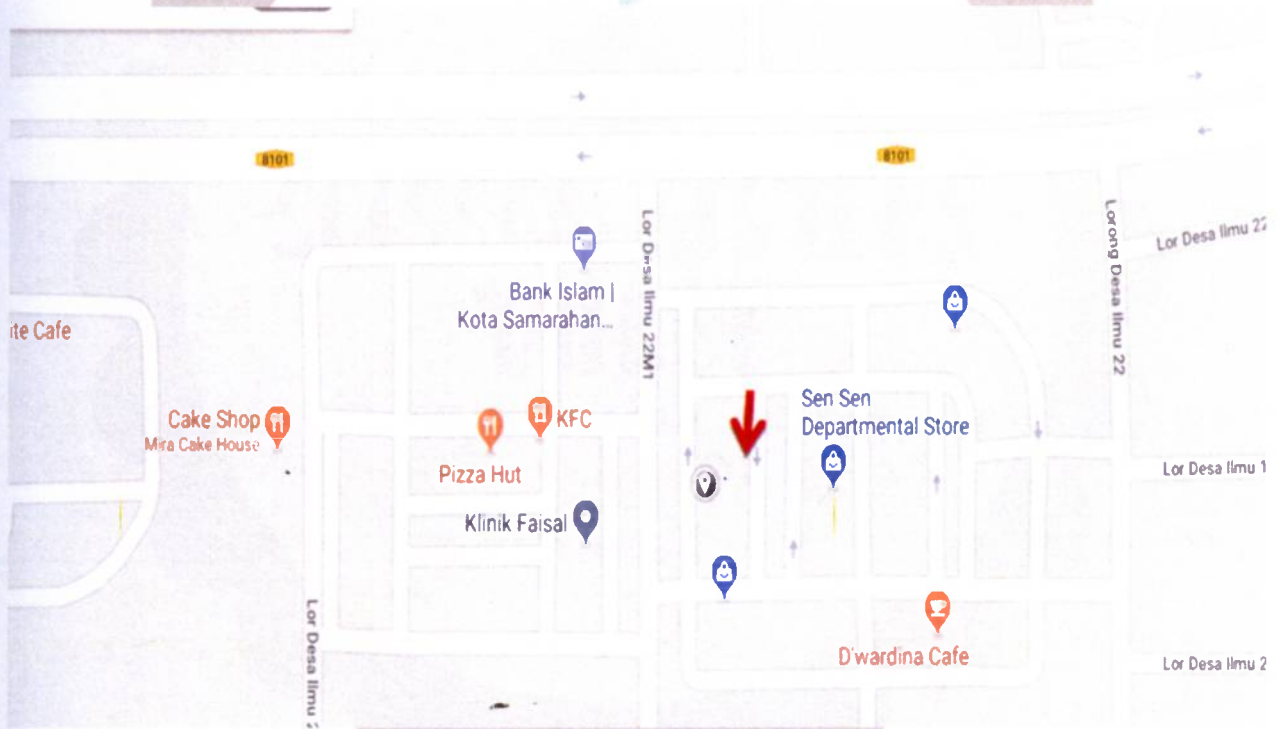 8101
8101
Lor Desa Ilmu 22M1
Lorong Desa Ilmu 22
Lor Desa Ilmu 22
Bank Islam |
Kota Samarahan...
ite Cafe
Cake Shop
Mira Cake House
KFC
Pizza Hut
Sen Sen
Departmental Store
Lor Desa Ilmu 1
Klinik Faisal
Lor Desa Ilmu 2
D'wardina Cafe
Lor Desa Ilmu 2